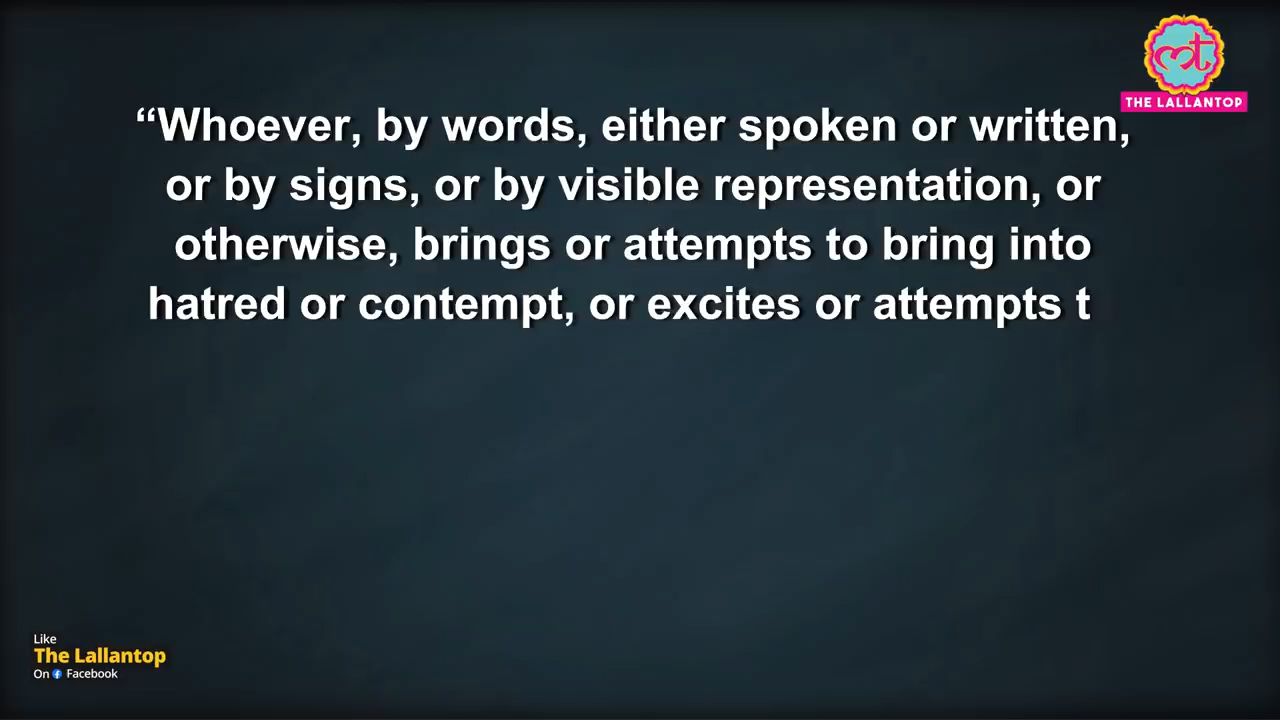 THE LALLANTOP
“Whoever, by words, either spoken or written,
or by signs, or by visible representation, or
otherwise, brings or attempts to bring into
hatred or contempt, or excites or attempts t
Like
The Lallantop
On Facebook